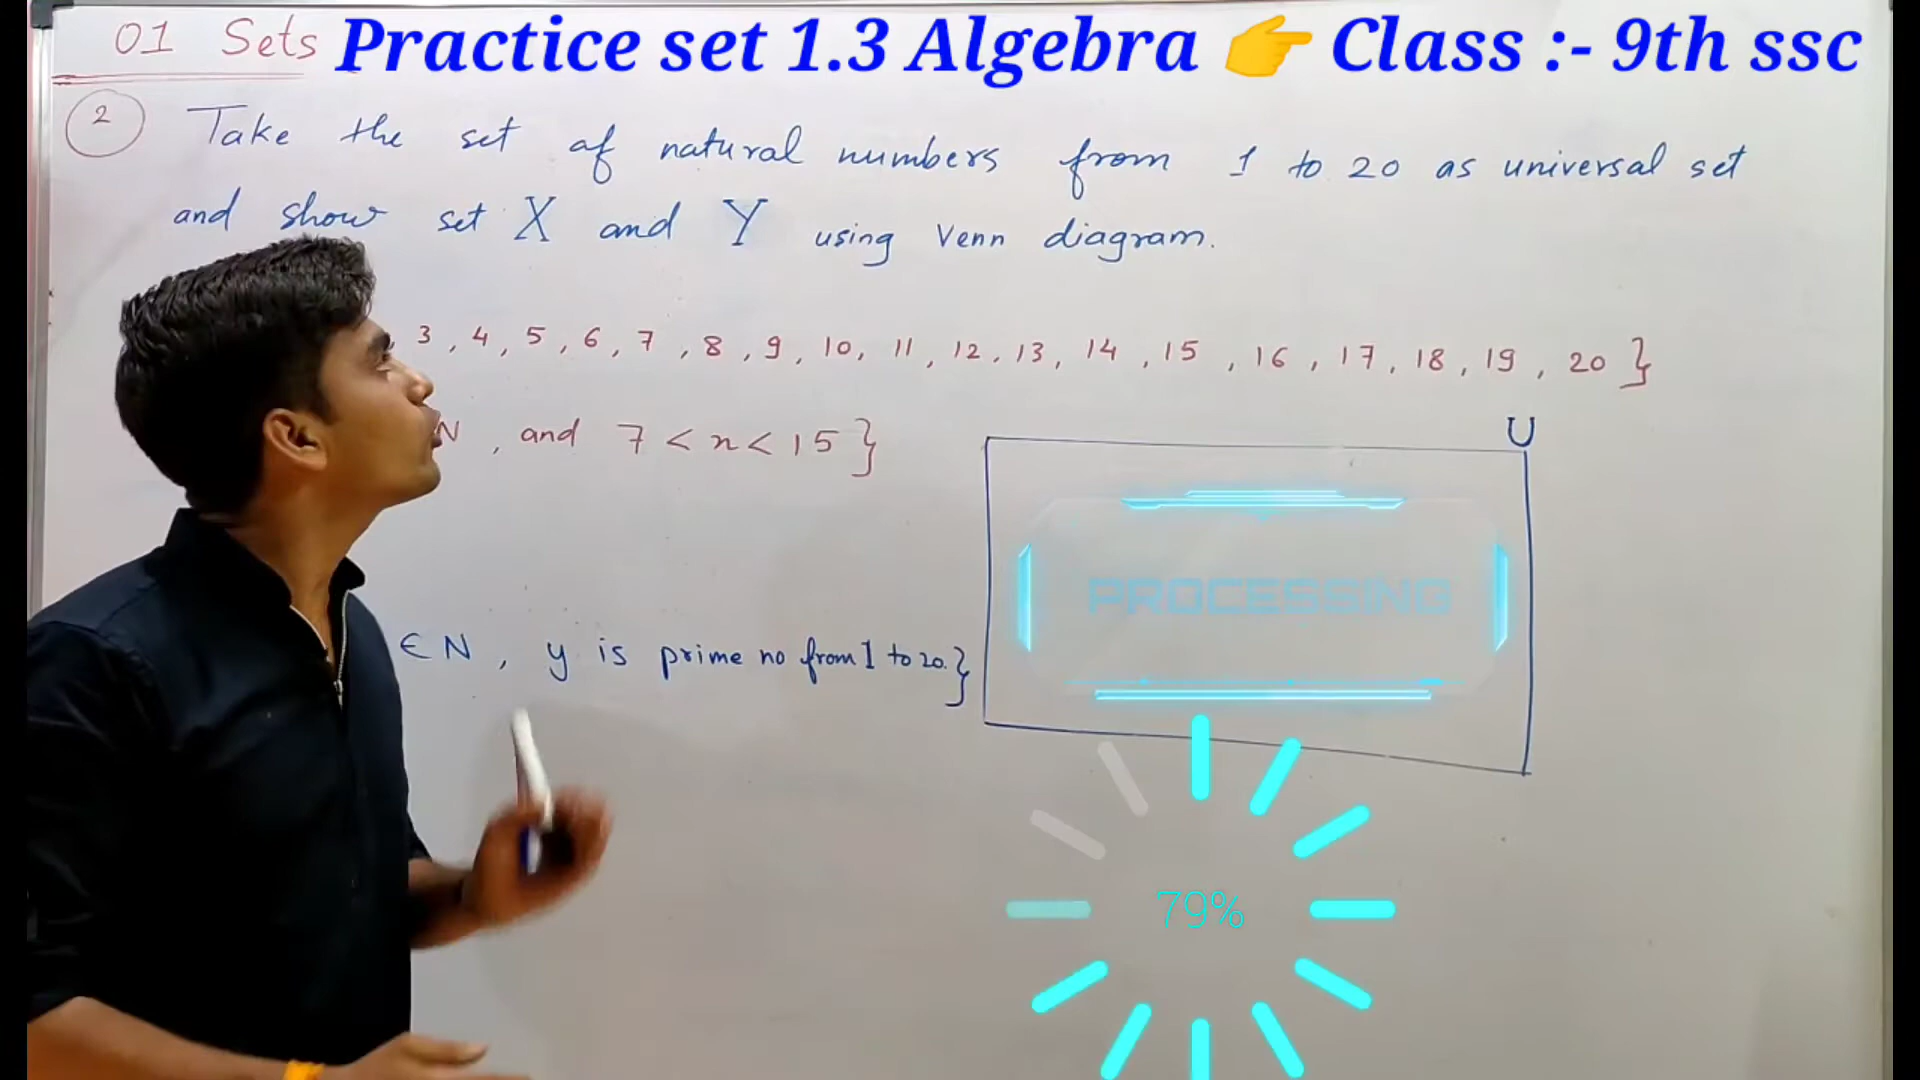 01 Sets Practice set 1.3 Algebra 👉 Class :- 9th ssc
2 Take the set of natural numbers from 1 to 20 as universal set
and show set X and Y using Venn diagram.
3, 4, 5, 6, 7, 8, 9, 10, 11, 12, 13, 14, 15, 16, 17, 18, 19, 20 }
N, and 7 < x < 15 }
U
PROCESSING
∈ N, y is prime no from 1 to 20. }
79%